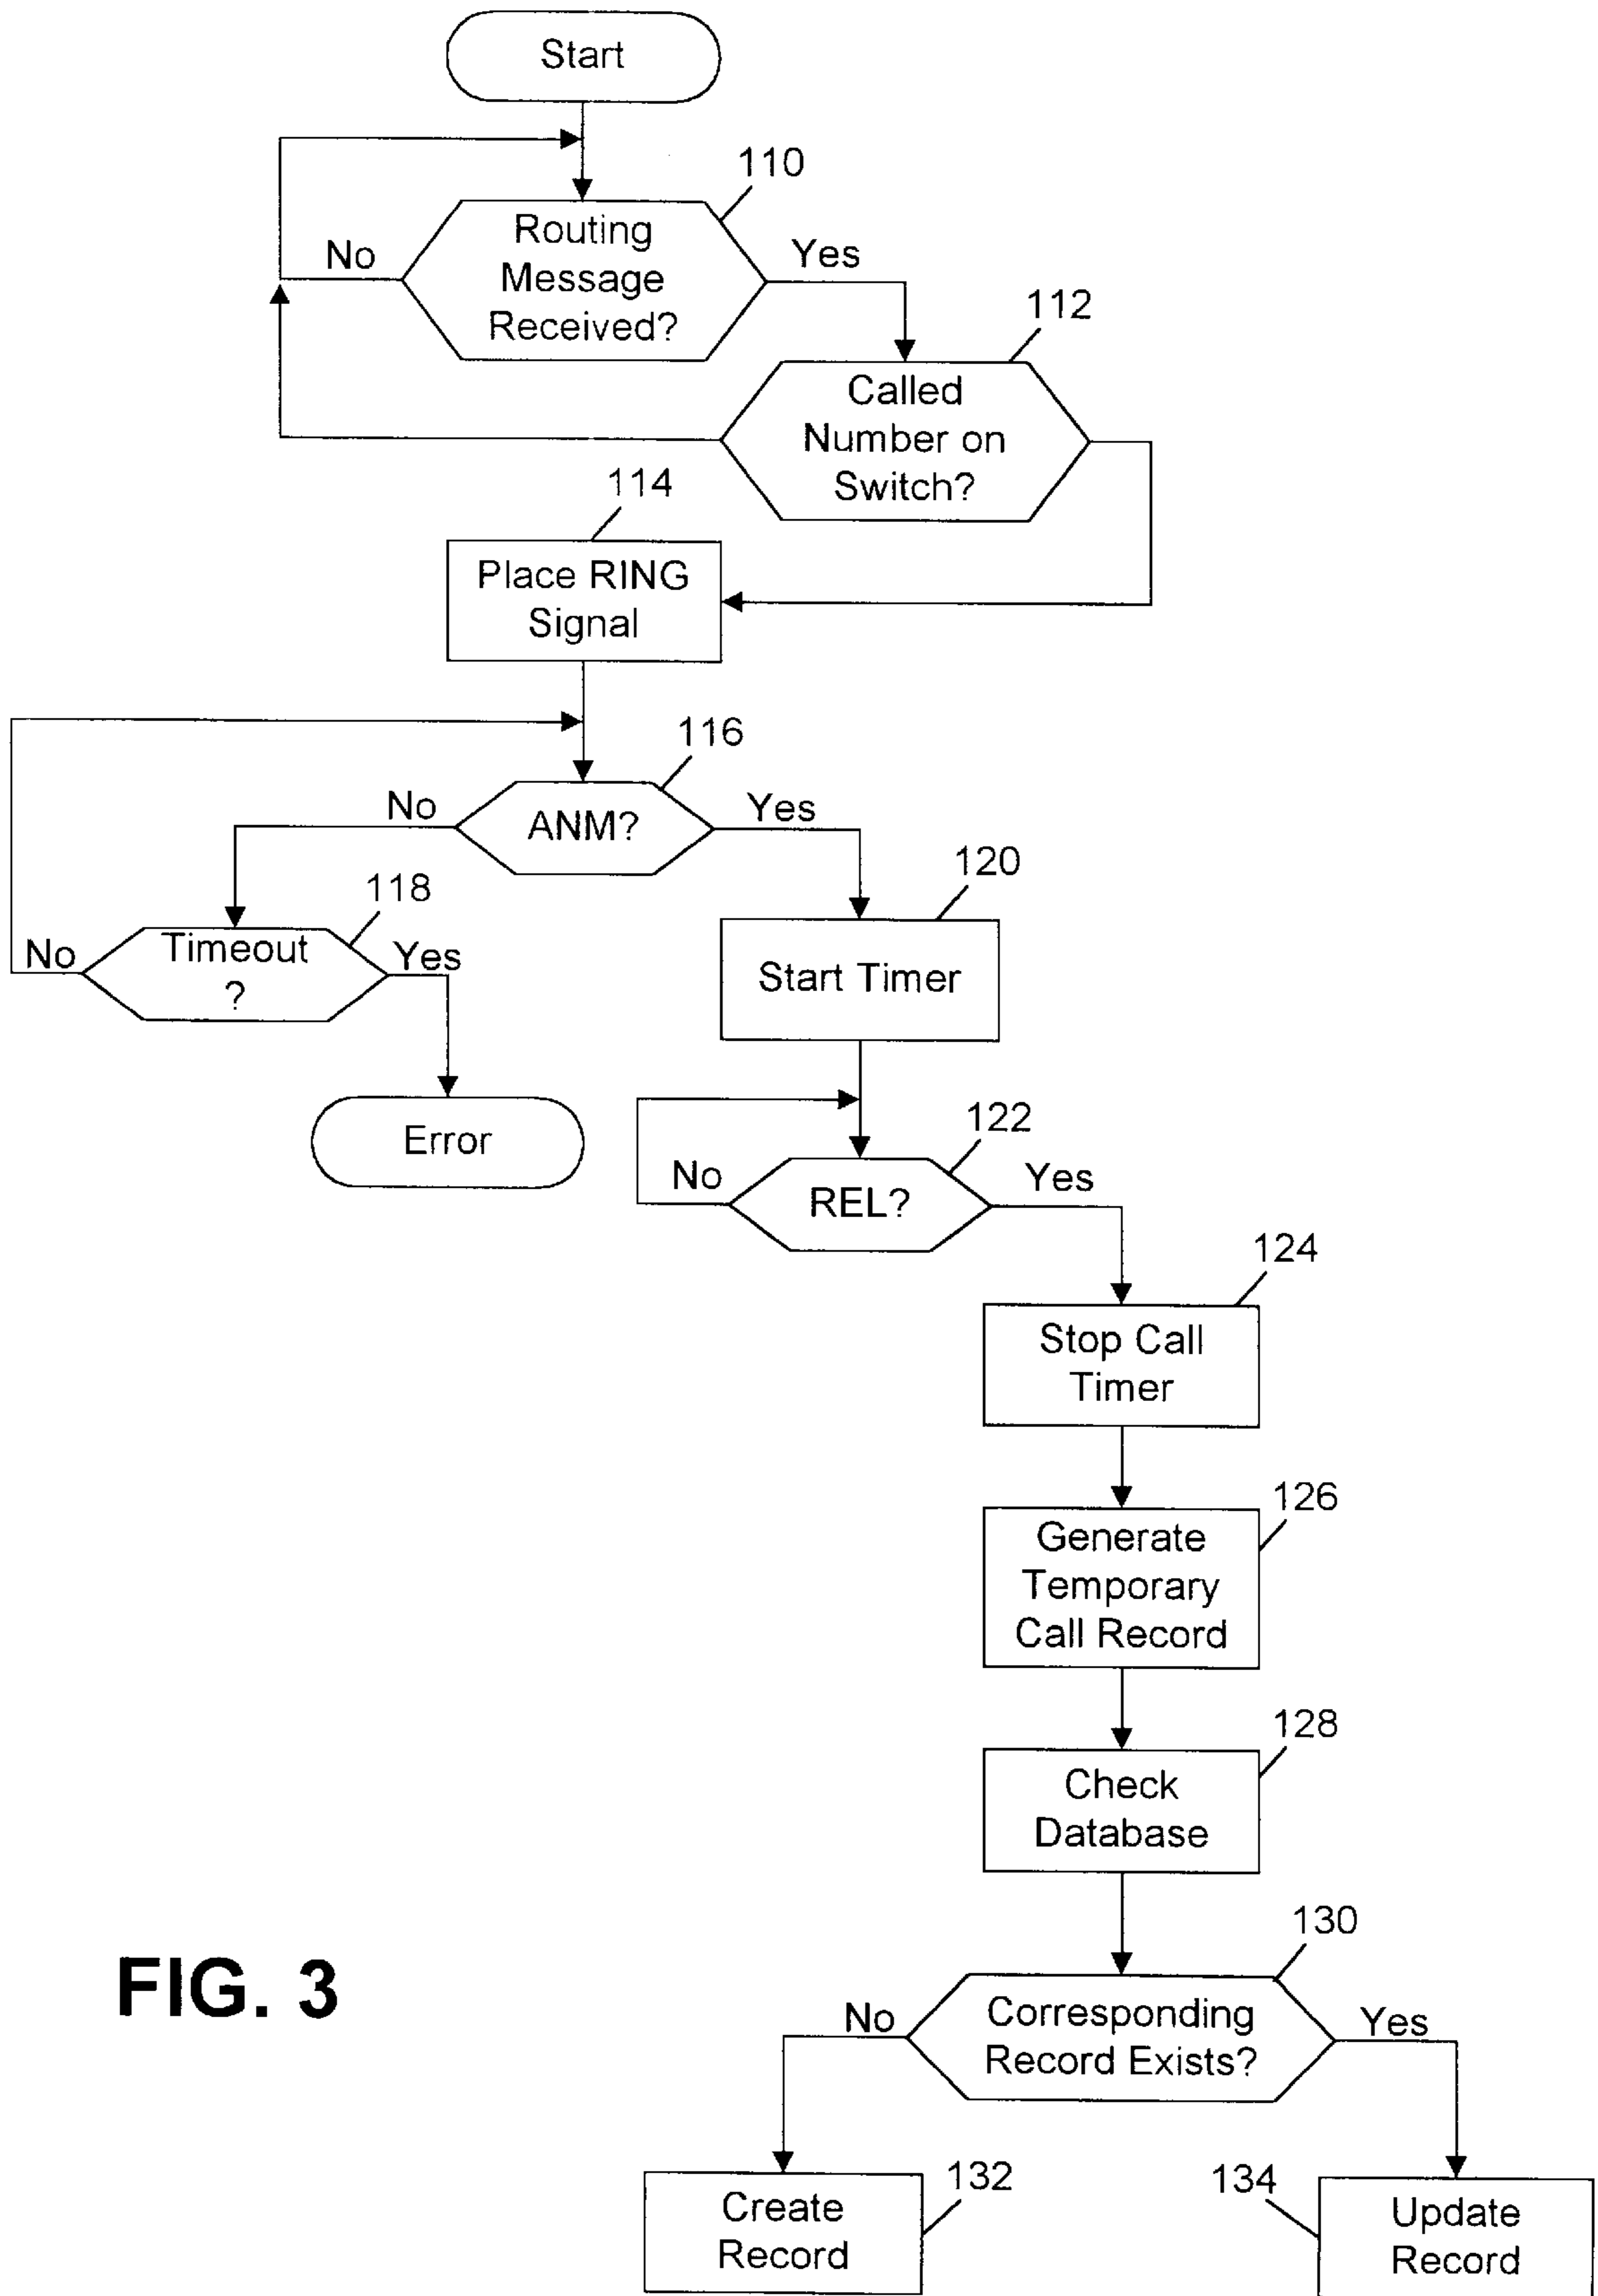 Start
110
Routing
Message
Received?
No
Yes
112
Called
Number on
Switch?
114
Place RING
Signal
116
ANM?
No
Yes
118
Timeout
?
No
Yes
120
Start Timer
Error
122
REL?
No
Yes
124
Stop Call
Timer
126
Generate
Temporary
Call Record
128
Check
Database
130
Corresponding
Record Exists?
No
Yes
FIG. 3
132
Create
Record
134
Update
Record